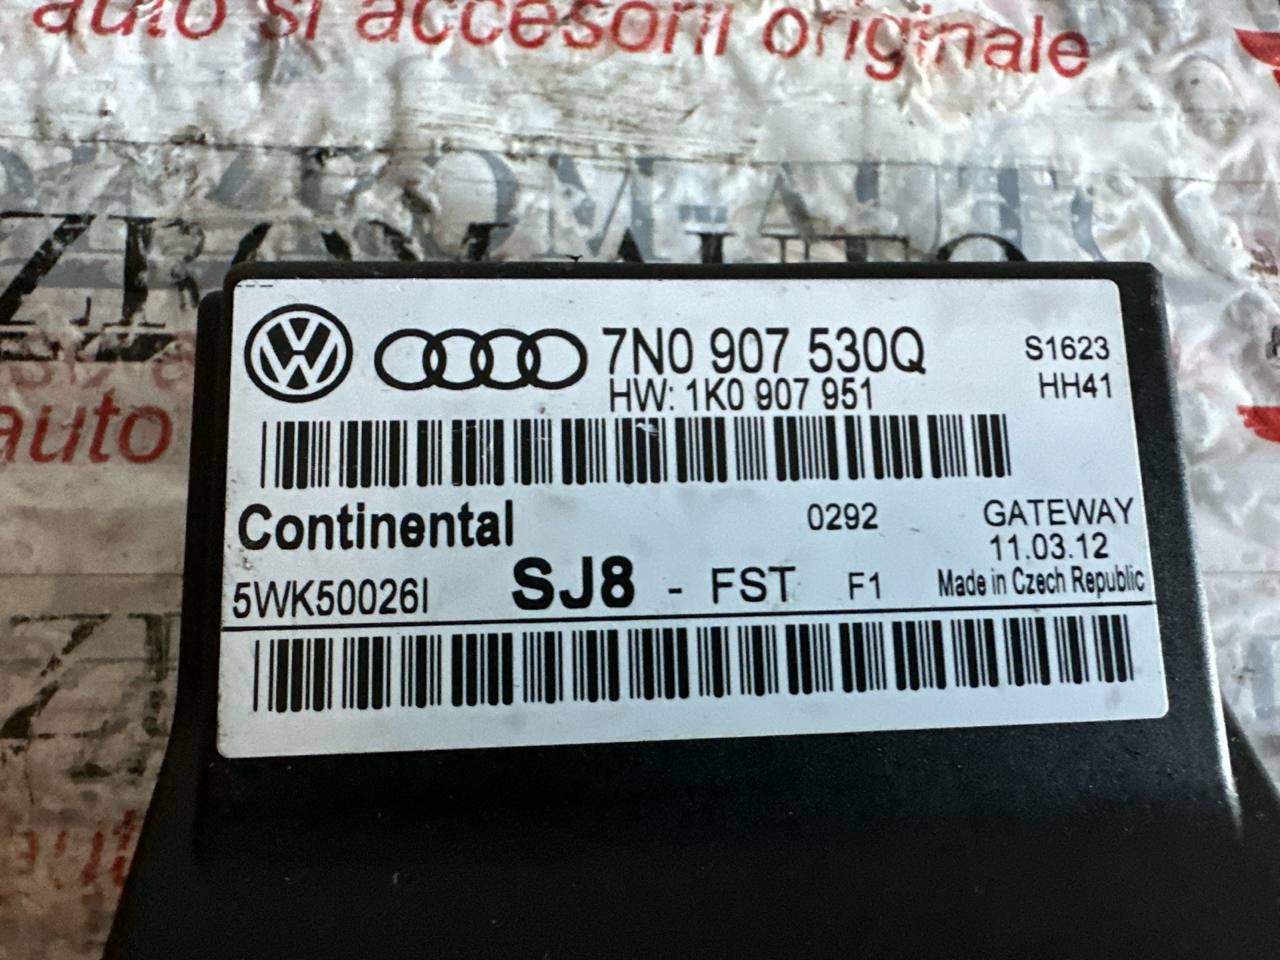 auto si accesorii originale
7N0 907 530Q
S1623
HW: 1K0 907 951
HH41
Continental
0292
GATEWAY
11.03.12
5WK50026I
SJ8 - FST F1
Made in Czech Republic
auto